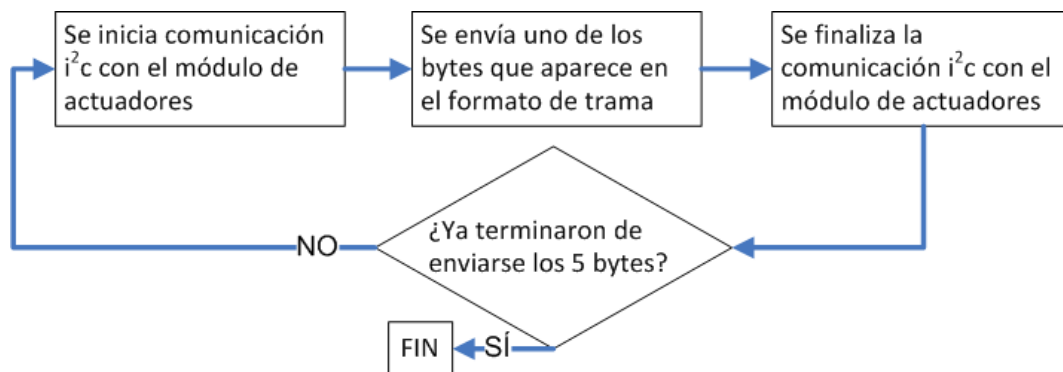 Se inicia comunicación
i²c con el módulo de
actuadores
Se envía uno de los
bytes que aparece en
el formato de trama
Se finaliza la
comunicación i²c con el
módulo de actuadores
¿Ya terminaron de
enviarse los 5 bytes?
NO
SÍ
FIN